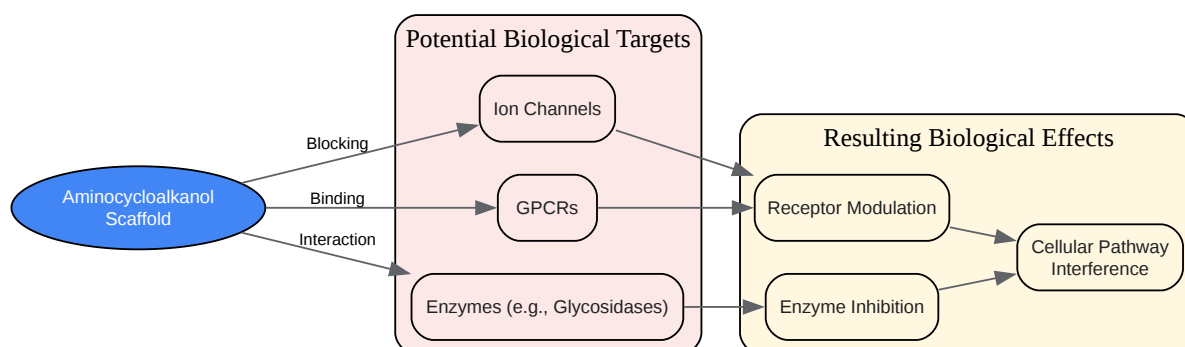 Potential Biological Targets
Ion Channels
Resulting Biological Effects
Blocking
Aminocycloalkanol
Scaffold
Binding
GPCRs
Receptor Modulation
Interaction
Cellular Pathway
Interference
Enzymes (e.g., Glycosidases)
Enzyme Inhibition